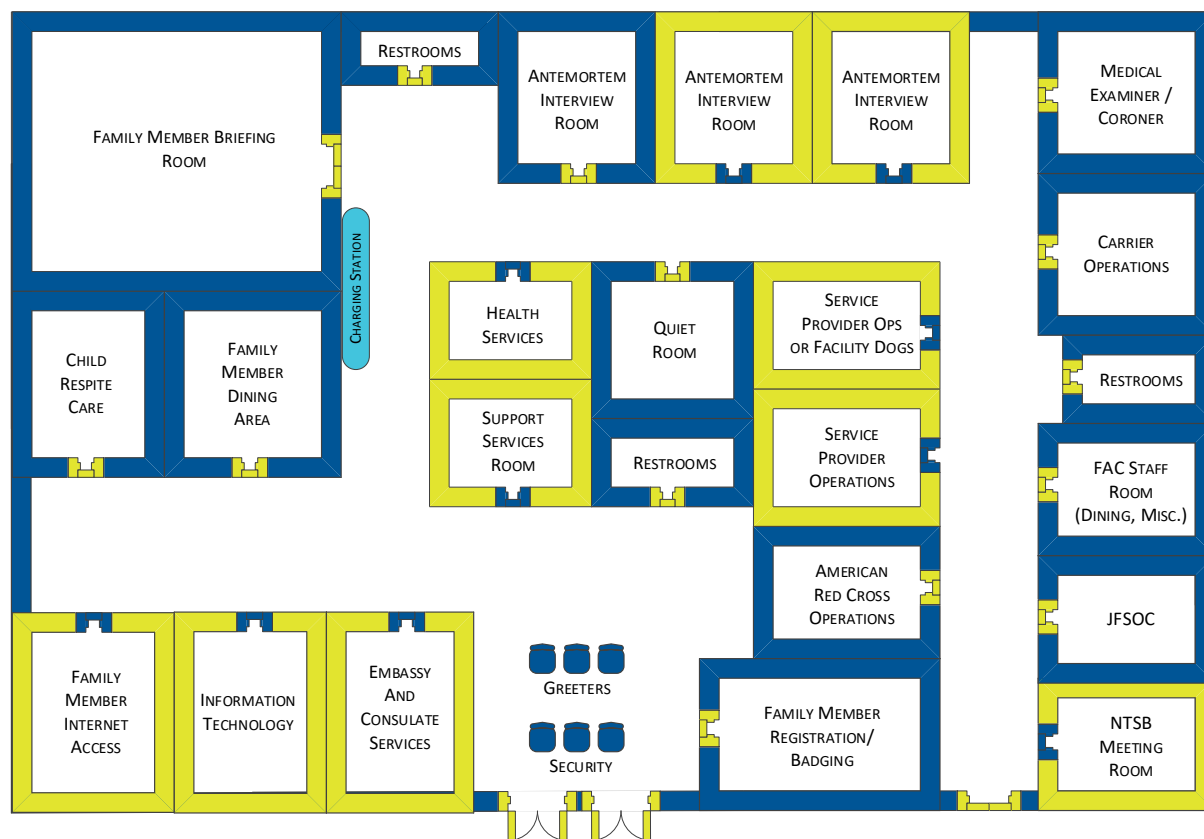 RESTROOMS
FAMILY MEMBER BRIEFING
ROOM
ANTEMORTEM
INTERVIEW
ROOM
ANTEMORTEM
INTERVIEW
ROOM
ANTEMORTEM
INTERVIEW
ROOM
MEDICAL
EXAMINER /
CORONER
CHARGING STATION
CARRIER
OPERATIONS
HEALTH
SERVICES
QUIET
ROOM
SERVICE
PROVIDER OPS
OR FACILITY DOGS
CHILD
RESPITE
CARE
FAMILY
MEMBER
DINING
AREA
RESTROOMS
SUPPORT
SERVICES
ROOM
RESTROOMS
SERVICE
PROVIDER
OPERATIONS
FAC STAFF
ROOM
(DINING, MISC.)
AMERICAN
RED CROSS
OPERATIONS
JFSOC
FAMILY
MEMBER
INTERNET
ACCESS
INFORMATION
TECHNOLOGY
EMBASSY
AND
CONSULATE
SERVICES
GREETERS
SECURITY
FAMILY MEMBER
REGISTRATION/
BADGING
NTSB
MEETING
ROOM